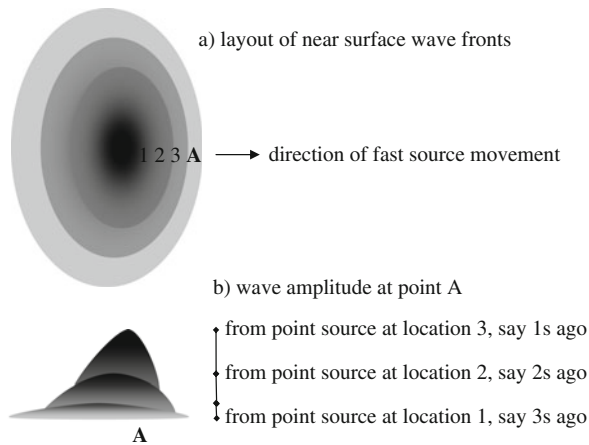 a) layout of near surface wave fronts
1 2 3 A
direction of fast source movement
b) wave amplitude at point A
from point source at location 3, say 1s ago
from point source at location 2, say 2s ago
from point source at location 1, say 3s ago
A